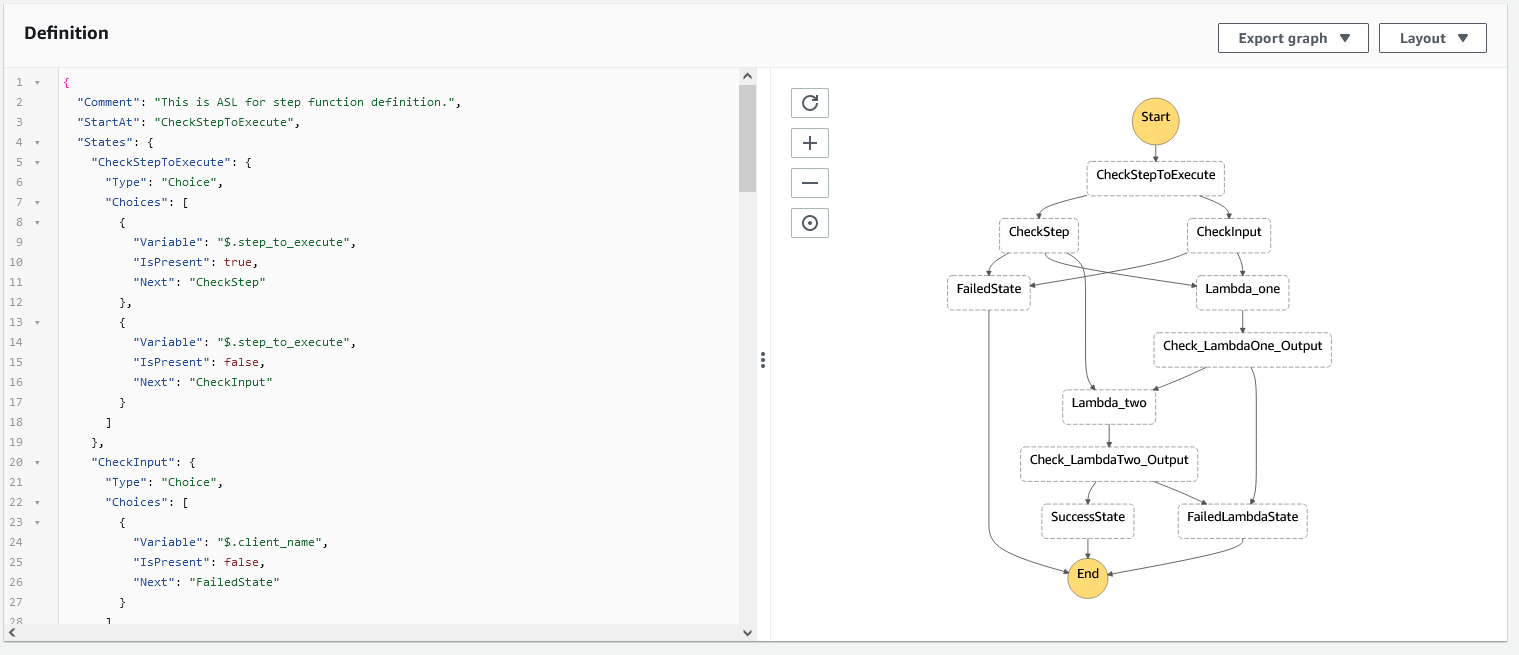 Definition
Export graph
Layout
1 {
2 "Comment": "This is ASL for step function definition.",
3 "StartAt": "CheckStepToExecute",
4 "States": {
5 "CheckStepToExecute": {
6 "Type": "Choice",
7 "Choices": [
8 {
9 "Variable": "$.step_to_execute",
10 "IsPresent": true,
11 "Next": "CheckStep"
12 },
13 {
14 "Variable": "$.step_to_execute",
15 "IsPresent": false,
16 "Next": "CheckInput"
17 }
18 ]
19 },
20 "CheckInput": {
21 "Type": "Choice",
22 "Choices": [
23 {
24 "Variable": "$.client_name",
25 "IsPresent": false,
26 "Next": "FailedState"
27 }
28 ]
Start
CheckStepToExecute
CheckStep
CheckInput
FailedState
Lambda_one
Check_LambdaOne_Output
Lambda_two
Check_LambdaTwo_Output
SuccessState
FailedLambdaState
End